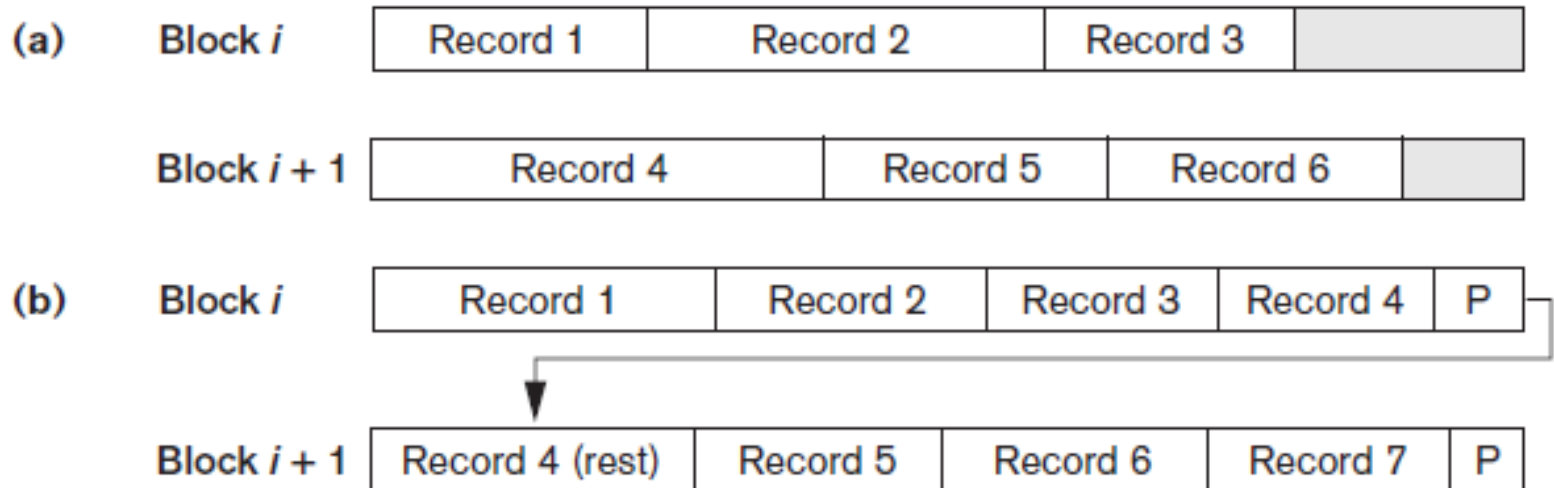 (a) Block i Record 1 Record 2 Record 3
Block i + 1 Record 4 Record 5 Record 6
(b) Block i Record 1 Record 2 Record 3 Record 4 P
Block i + 1 Record 4 (rest) Record 5 Record 6 Record 7 P